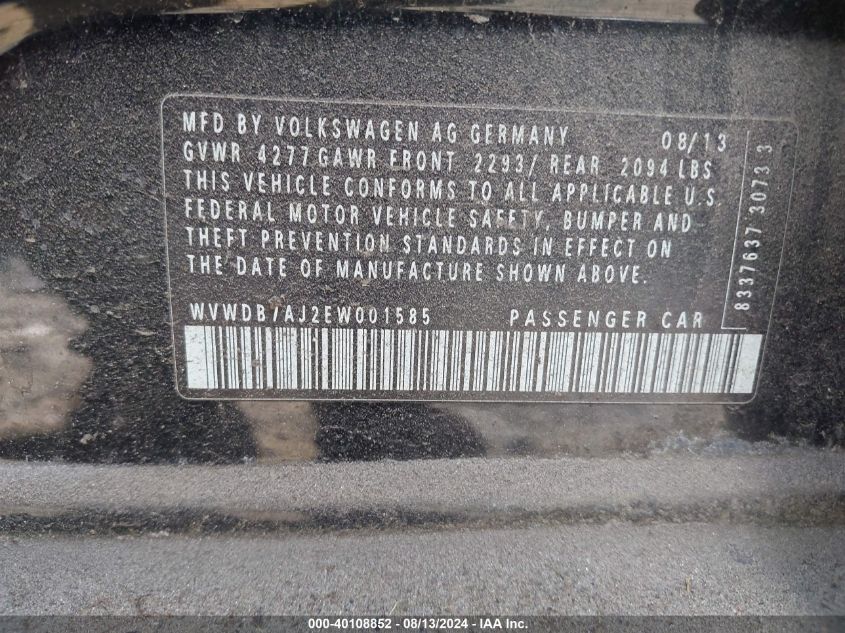 MFD BY VOLKSWAGEN AG GERMANY 08/13
GVWR 4277 GAWR FRONT 2293/ REAR 2094 LBS
THIS VEHICLE CONFORMS TO ALL APPLICABLE U.S.
FEDERAL MOTOR VEHICLE SAFETY, BUMPER AND
THEFT PREVENTION STANDARDS IN EFFECT ON
THE DATE OF MANUFACTURE SHOWN ABOVE.
WVWDB7AJ2EW001585 PASSENGER CAR
8337637 30733
000-40108852 - 08/13/2024 - IAA Inc.